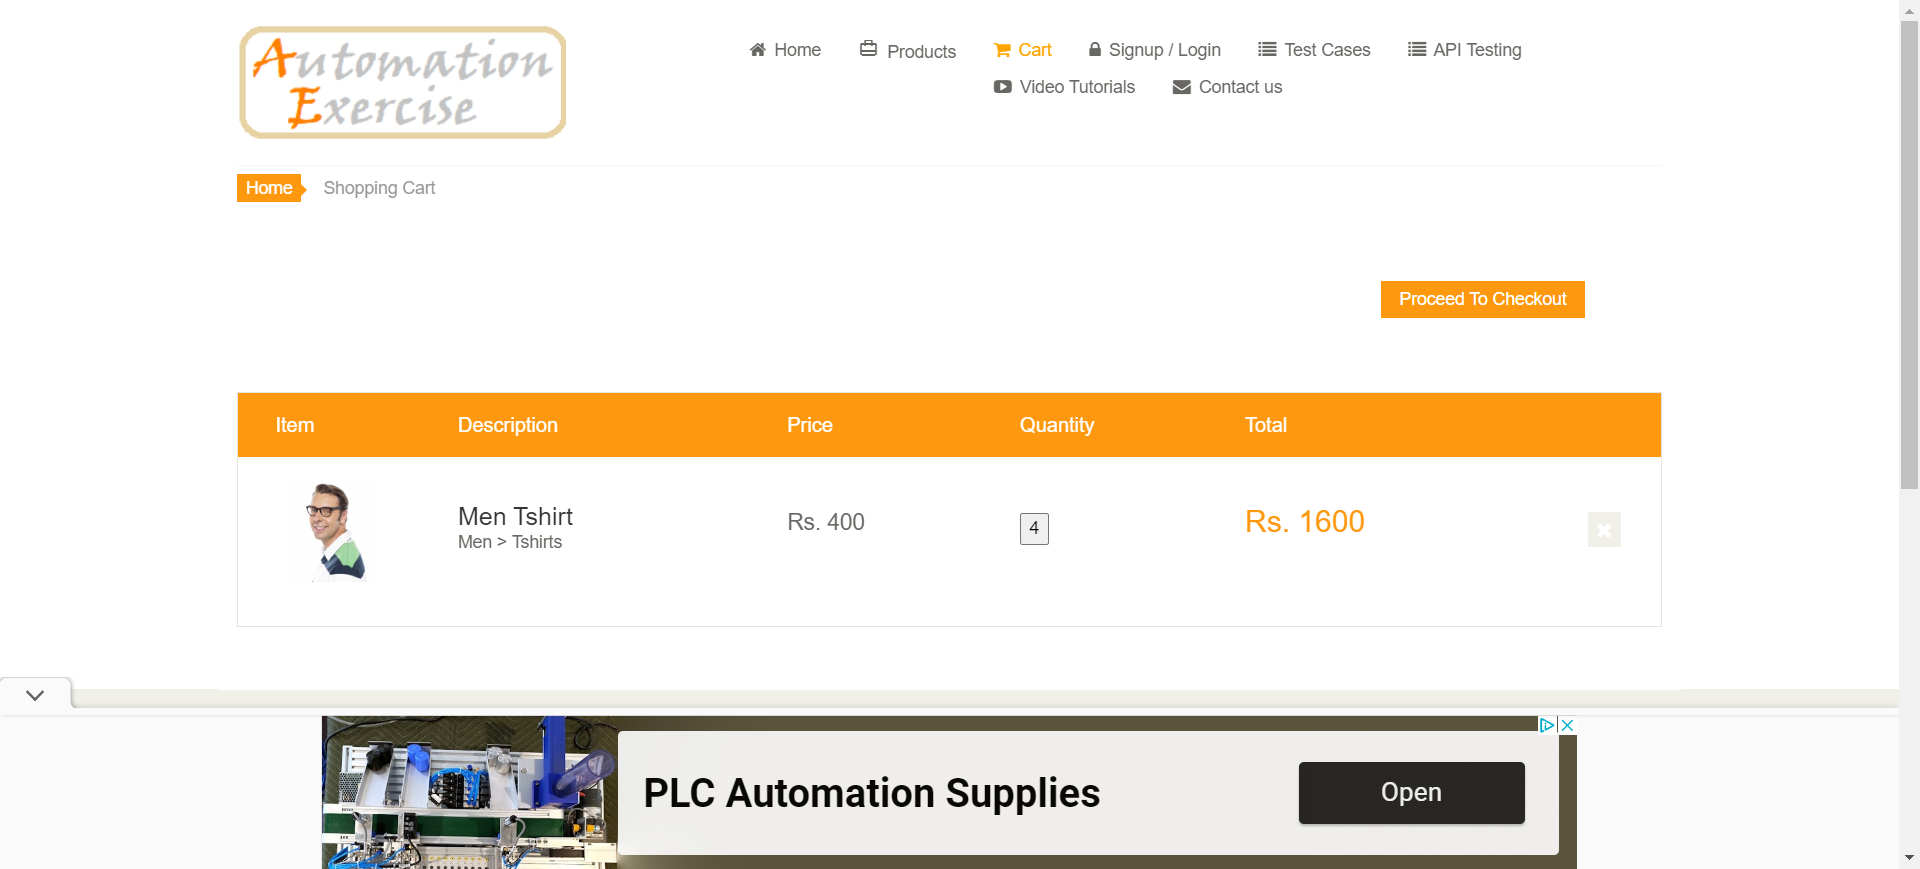 Automation
Exercise
Home
Products
Cart
Signup / Login
Test Cases
API Testing
Video Tutorials
Contact us
Home
Shopping Cart
Proceed To Checkout
Item Description Price Quantity Total
Men Tshirt
Men > Tshirts
Rs. 400
4
Rs. 1600
PLC Automation Supplies
Open